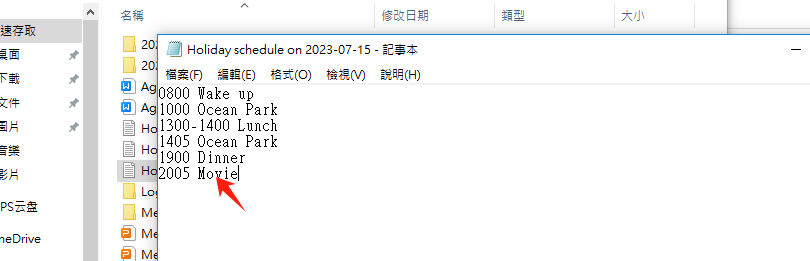 名稱
修改日期
類型
大小
速存取
桌面
下載
文件
圖片
音樂
影片
PS云盘
neDrive
202
202
Ag
Ag
Ho
Ho
Ho
Log
Me
Me
Me
Holiday schedule on 2023-07-15 - 記事本
檔案(F) 編輯(E) 格式(O) 檢視(V) 說明(H)
0800 Wake up
1000 Ocean Park
1300-1400 Lunch
1405 Ocean Park
1900 Dinner
2005 Movie